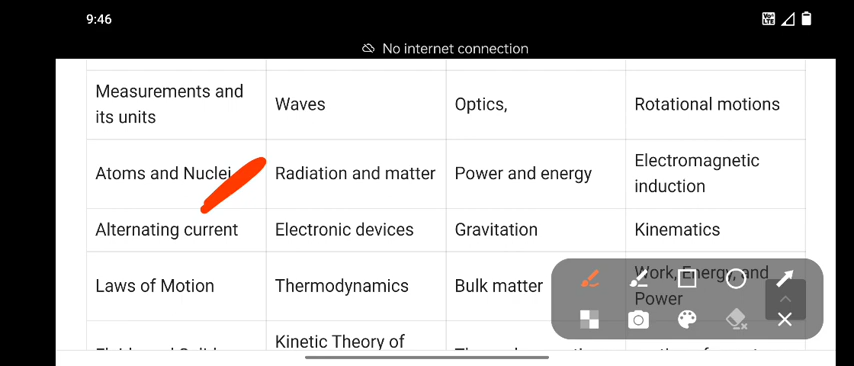 9:46
No internet connection
Measurements and
its units
Waves
Optics,
Rotational motions
Atoms and Nuclei
Radiation and matter
Power and energy
Electromagnetic
induction
Alternating current
Electronic devices
Gravitation
Kinematics
Laws of Motion
Thermodynamics
Bulk matter
Work, Energy, and
Power
Kinetic Theory of